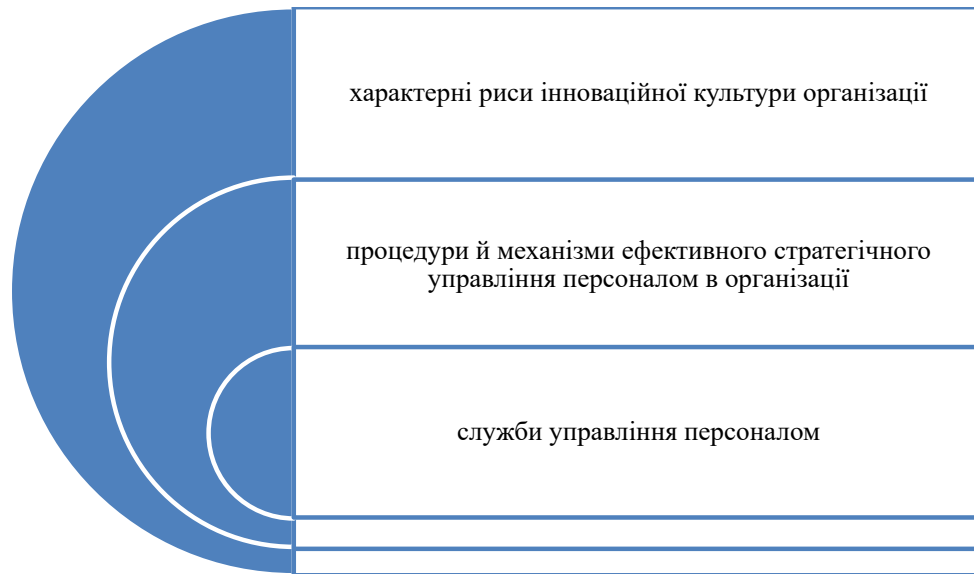 характерні риси інноваційної культури організації
процедури й механізми ефективного стратегічного
управління персоналом в організації
служби управління персоналом